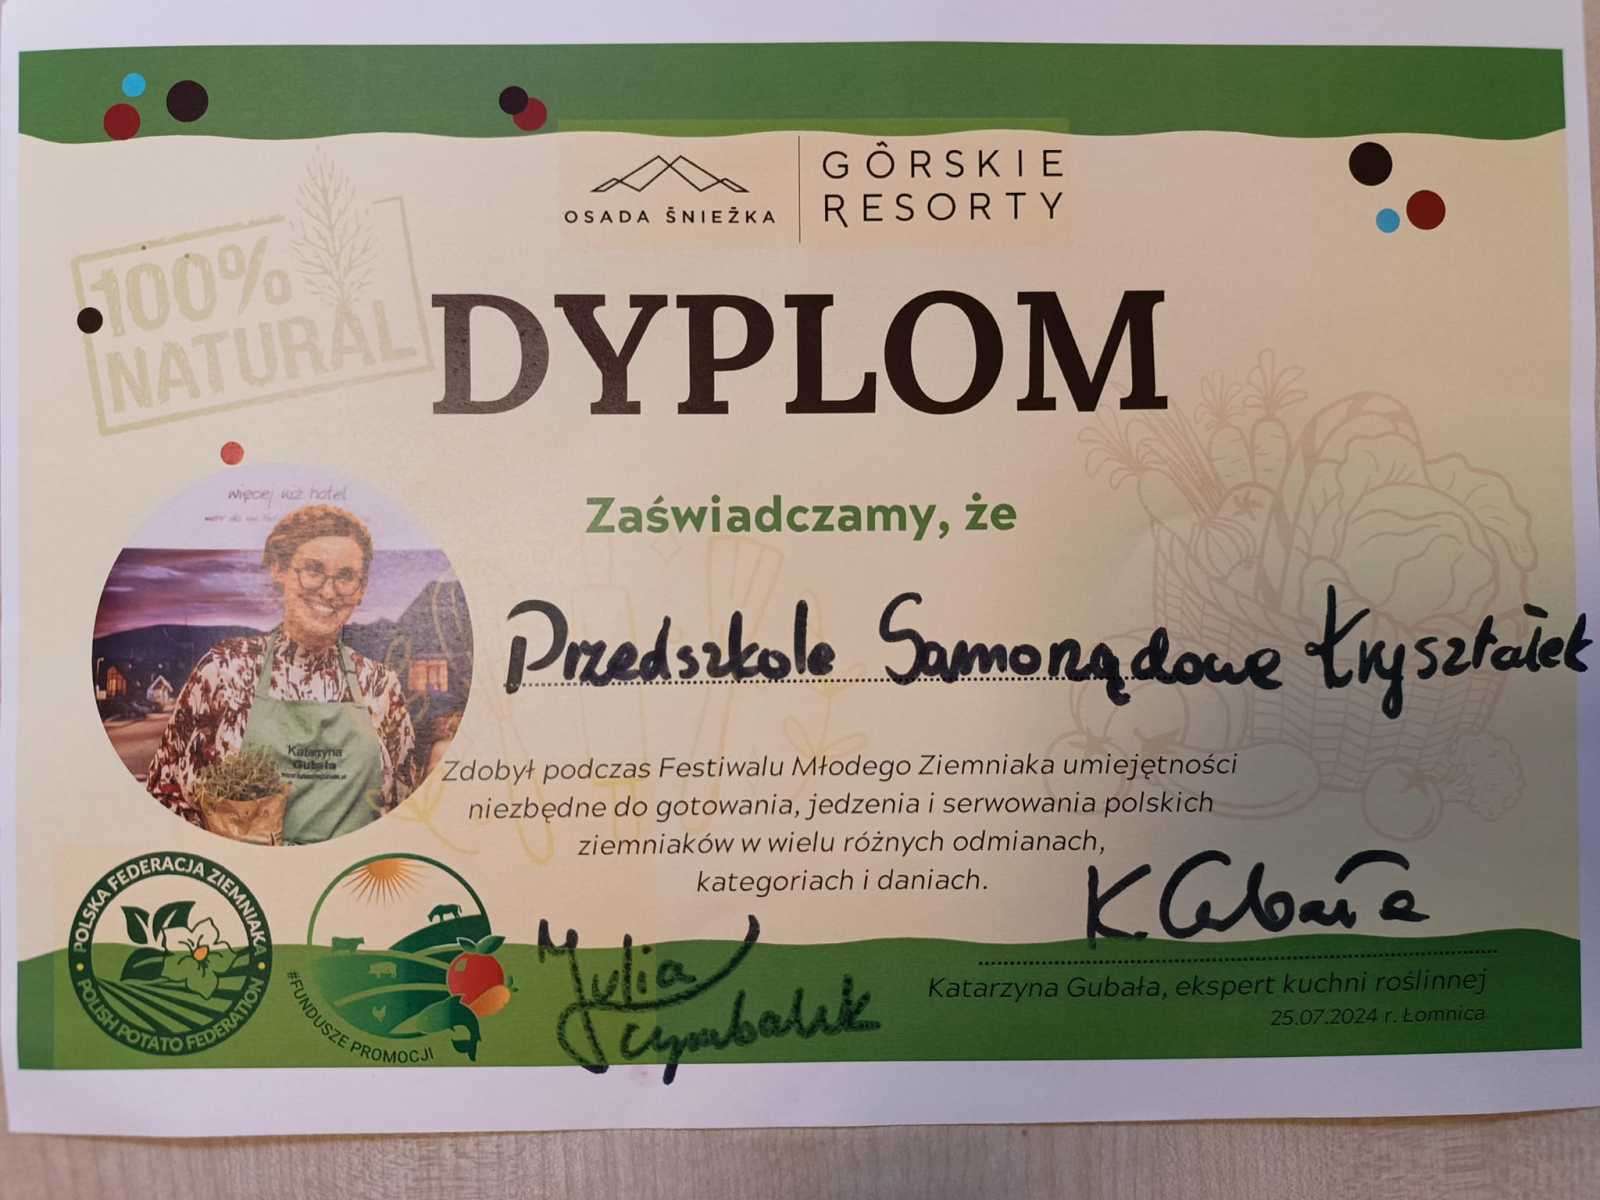 OSADA ŚNIEŻKA
GÓRSKIE
RESORTY
100%
NATURAL
DYPLOM
więcej niż hotel
Zaświadczamy, że
Przedszkole Samorządowe Kryształek
Katarzyna
Gubała
Zdobył podczas Festiwalu Młodego Ziemniaka umiejętności
niezbędne do gotowania, jedzenia i serwowania polskich
ziemniaków w wielu różnych odmianach,
kategoriach i daniach.
K Gubała
Julia
Cymbaluk
Katarzyna Gubała, ekspert kuchni roślinnej
25.07.2024 r. Łomnica
POLSKA FEDERACJA ZIEMNIAKA
POLISH POTATO FEDERATION
#FUNDUSZE PROMOCJI